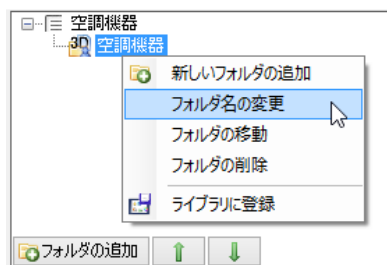 空調機器
3D 空調機器
新しいフォルダの追加
フォルダ名の変更
フォルダの移動
フォルダの削除
ライブラリに登録
フォルダの追加